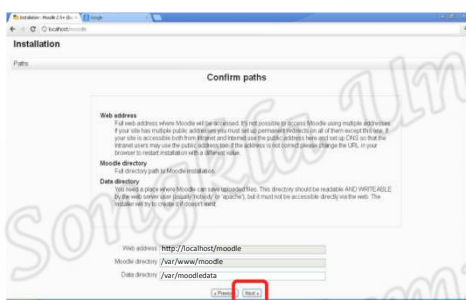 Installation - Moodle 2.5+ (Bu
Google
localhost/moodle
Installation
Paths
Confirm paths
Web address
Full web address where Moodle will be accessed. It's not possible to access Moodle using multiple addresses.
If your site has multiple public addresses you must set up permanent redirects on all of them except this one. If
your site is accessible both from Intranet and Internet use the public address here and set up DNS so that the
Intranet users may use the public address too. If the address is not correct please change the URL in your
browser to restart installation with a different value.
Moodle directory
Full directory path to Moodle installation.
Data directory
You need a place where Moodle can save uploaded files. This directory should be readable AND WRITEABLE
by the web server user (usually 'nobody' or 'apache'), but it must not be accessible directly via the web. The
installer will try to create it if doesn't exist.
Web address http://localhost/moodle
Moodle directory /var/www/moodle
Data directory /var/moodledata
« Previous Next »